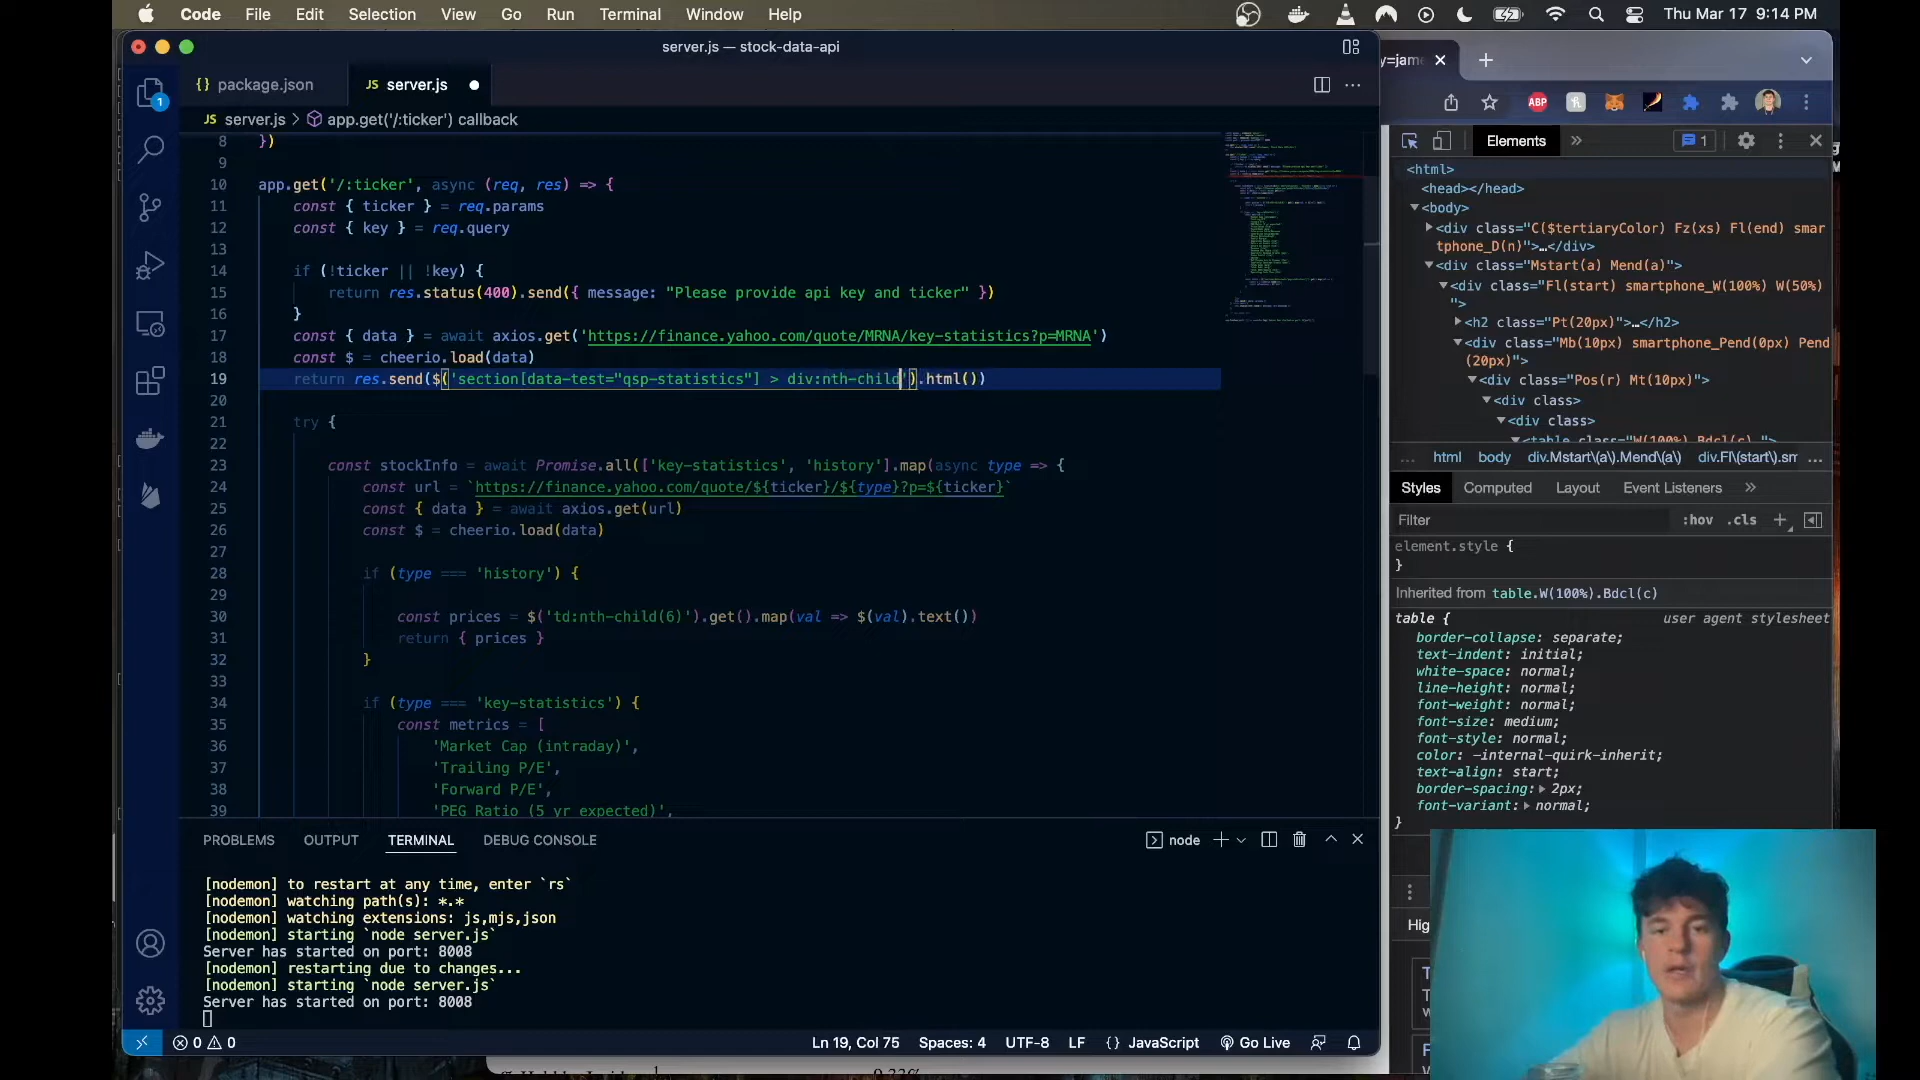 Code File Edit Selection View Go Run Terminal Window Help
Thu Mar 17 9:14 PM
server.js — stock-data-api
package.json
JS server.js
JS server.js > app.get('/:ticker') callback
8 })
9
10 app.get('/:ticker', async (req, res) => {
11 const { ticker } = req.params
12 const { key } = req.query
13
14 if (!ticker || !key) {
15 return res.status(400).send({ message: "Please provide api key and ticker" })
16 }
17 const { data } = await axios.get('https://finance.yahoo.com/quote/MRNA/key-statistics?p=MRNA')
18 const $ = cheerio.load(data)
19 return res.send($('section[data-test="qsp-statistics"] > div:nth-child').html())
20
21 try {
22
23 const stockInfo = await Promise.all(['key-statistics', 'history'].map(async type => {
24 const url = `https://finance.yahoo.com/quote/${ticker}/${type}?p=${ticker}`
25 const { data } = await axios.get(url)
26 const $ = cheerio.load(data)
27
28 if (type === 'history') {
29
30 const prices = $('td:nth-child(6)').get().map(val => $(val).text())
31 return { prices }
32 }
33
34 if (type === 'key-statistics') {
35 const metrics = [
36 'Market Cap (intraday)',
37 'Trailing P/E',
38 'Forward P/E',
39 'PEG Ratio (5 yr expected)',
PROBLEMS OUTPUT TERMINAL DEBUG CONSOLE
node
[nodemon] to restart at any time, enter `rs`
[nodemon] watching path(s): *.*
[nodemon] watching extensions: js,mjs,json
[nodemon] starting `node server.js`
Server has started on port: 8008
[nodemon] restarting due to changes...
[nodemon] starting `node server.js`
Server has started on port: 8008
0 0
Ln 19, Col 75 Spaces: 4 UTF-8 LF {} JavaScript Go Live
y=jame
ABP
Elements » 1
<html>
<head></head>
<body>
<div class="C($tertiaryColor) Fz(xs) Fl(end) smar
tphone_D(n)">…</div>
<div class="Mstart(a) Mend(a)">
<div class="Fl(start) smartphone_W(100%) W(50%)
">
<h2 class="Pt(20px)">…</h2>
<div class="Mb(10px) smartphone_Pend(0px) Pend
(20px)">
<div class="Pos(r) Mt(10px)">
<div class>
<div class>
<table class="W(100%) Bdcl(c) ">
… html body div.Mstart\(a\).Mend\(a\) div.Fl\(start\).sm …
Styles Computed Layout Event Listeners »
Filter :hov .cls +
element.style {
}
Inherited from table.W(100%).Bdcl(c)
table { user agent stylesheet
border-collapse: separate;
text-indent: initial;
white-space: normal;
line-height: normal;
font-weight: normal;
font-size: medium;
font-style: normal;
color: -internal-quirk-inherit;
text-align: start;
border-spacing: 2px;
font-variant: normal;
}
Hig